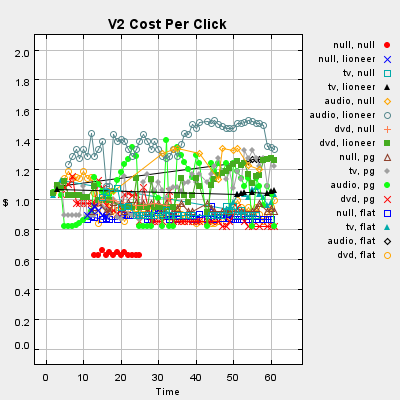 V2 Cost Per Click
2.0
1.8
1.6
1.4
1.2
1.0
0.8
0.6
0.4
0.2
0.0
$
0
10
20
30
40
50
60
Time
null, null
null, lioneer
tv, null
tv, lioneer
audio, null
audio, lioneer
dvd, null
dvd, lioneer
null, pg
tv, pg
audio, pg
dvd, pg
null, flat
tv, flat
audio, flat
dvd, flat